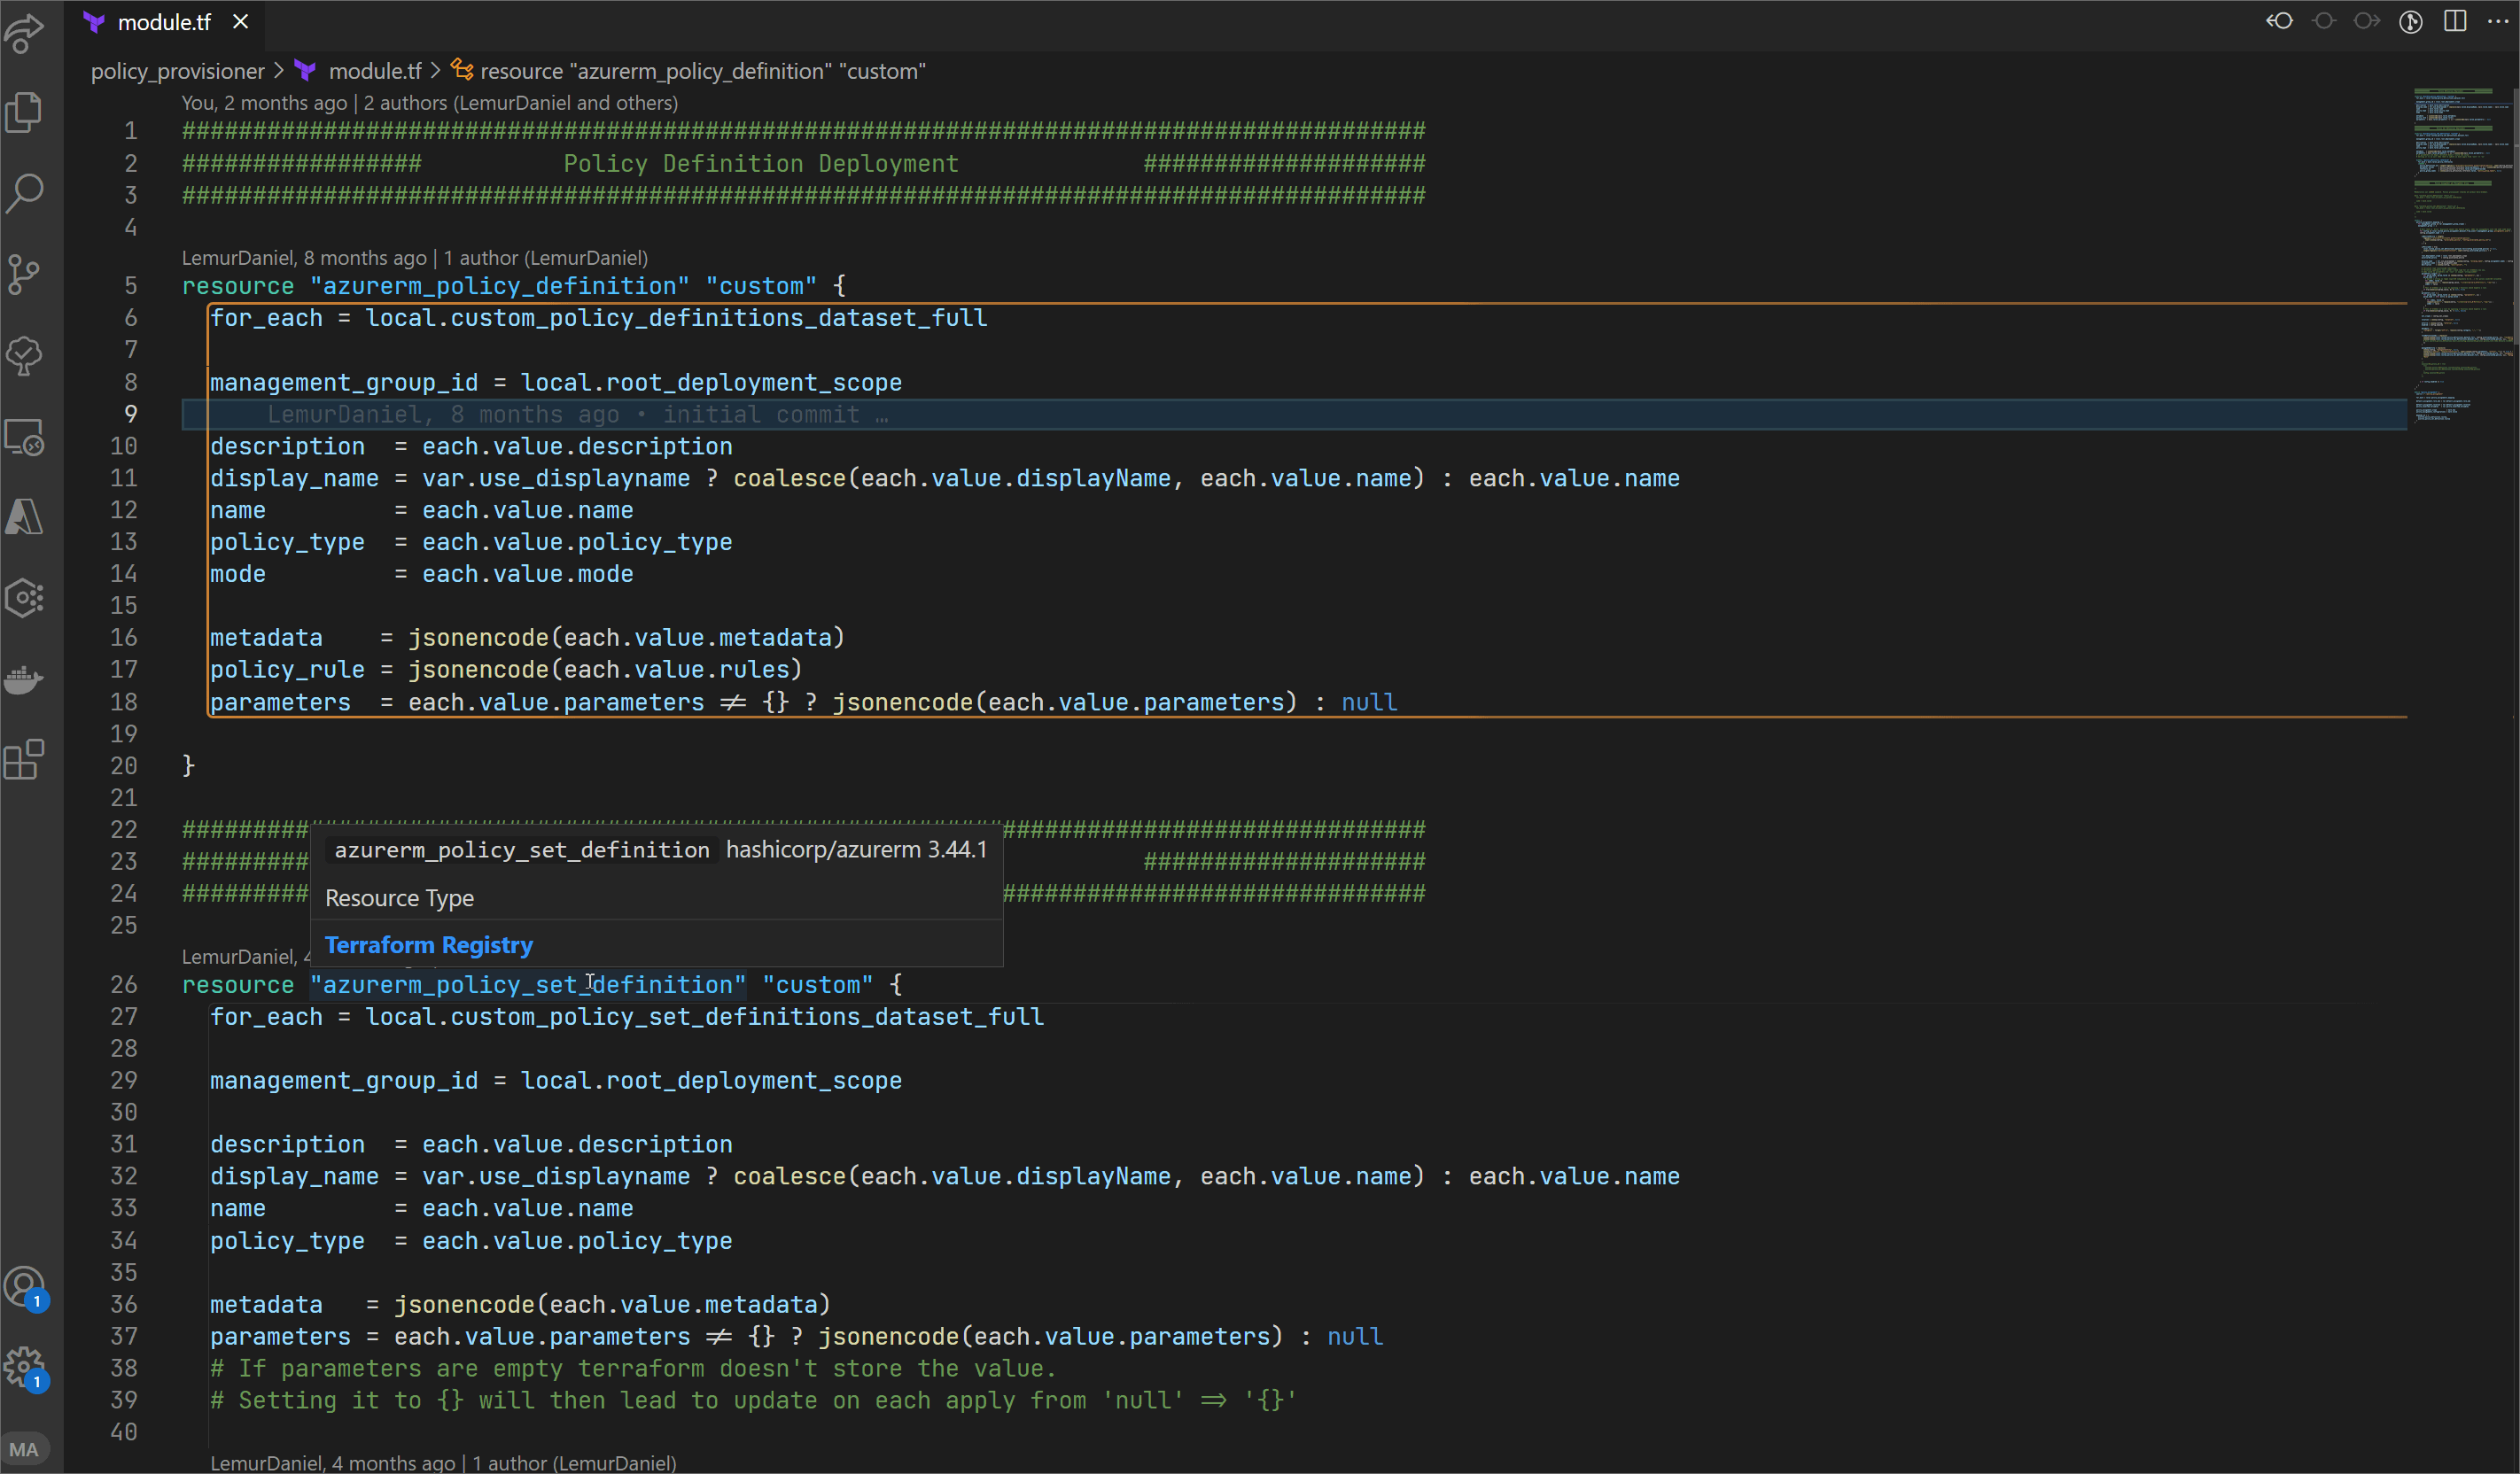 module.tf
policy_provisioner > module.tf > resource "azurerm_policy_definition" "custom"
You, 2 months ago | 2 authors (LemurDaniel and others)
1 ########################################################################################
2 #################          Policy Definition Deployment             ####################
3 ########################################################################################
4
LemurDaniel, 8 months ago | 1 author (LemurDaniel)
5 resource "azurerm_policy_definition" "custom" {
6   for_each = local.custom_policy_definitions_dataset_full
7
8   management_group_id = local.root_deployment_scope
9       LemurDaniel, 8 months ago • initial commit …
10   description  = each.value.description
11   display_name = var.use_displayname ? coalesce(each.value.displayName, each.value.name) : each.value.name
12   name         = each.value.name
13   policy_type  = each.value.policy_type
14   mode         = each.value.mode
15
16   metadata    = jsonencode(each.value.metadata)
17   policy_rule = jsonencode(each.value.rules)
18   parameters  = each.value.parameters != {} ? jsonencode(each.value.parameters) : null
19
20 }
21
22 ######### ##############################
23 ######### ####################
24 ######### ##############################
azurerm_policy_set_definition hashicorp/azurerm 3.44.1
Resource Type
Terraform Registry
25
LemurDaniel, 4
26 resource "azurerm_policy_set_definition" "custom" {
27   for_each = local.custom_policy_set_definitions_dataset_full
28
29   management_group_id = local.root_deployment_scope
30
31   description  = each.value.description
32   display_name = var.use_displayname ? coalesce(each.value.displayName, each.value.name) : each.value.name
33   name         = each.value.name
34   policy_type  = each.value.policy_type
35
36   metadata   = jsonencode(each.value.metadata)
37   parameters = each.value.parameters != {} ? jsonencode(each.value.parameters) : null
38   # If parameters are empty terraform doesn't store the value.
39   # Setting it to {} will then lead to update on each apply from 'null' => '{}'
40
LemurDaniel, 4 months ago | 1 author (LemurDaniel)
1
1
MA